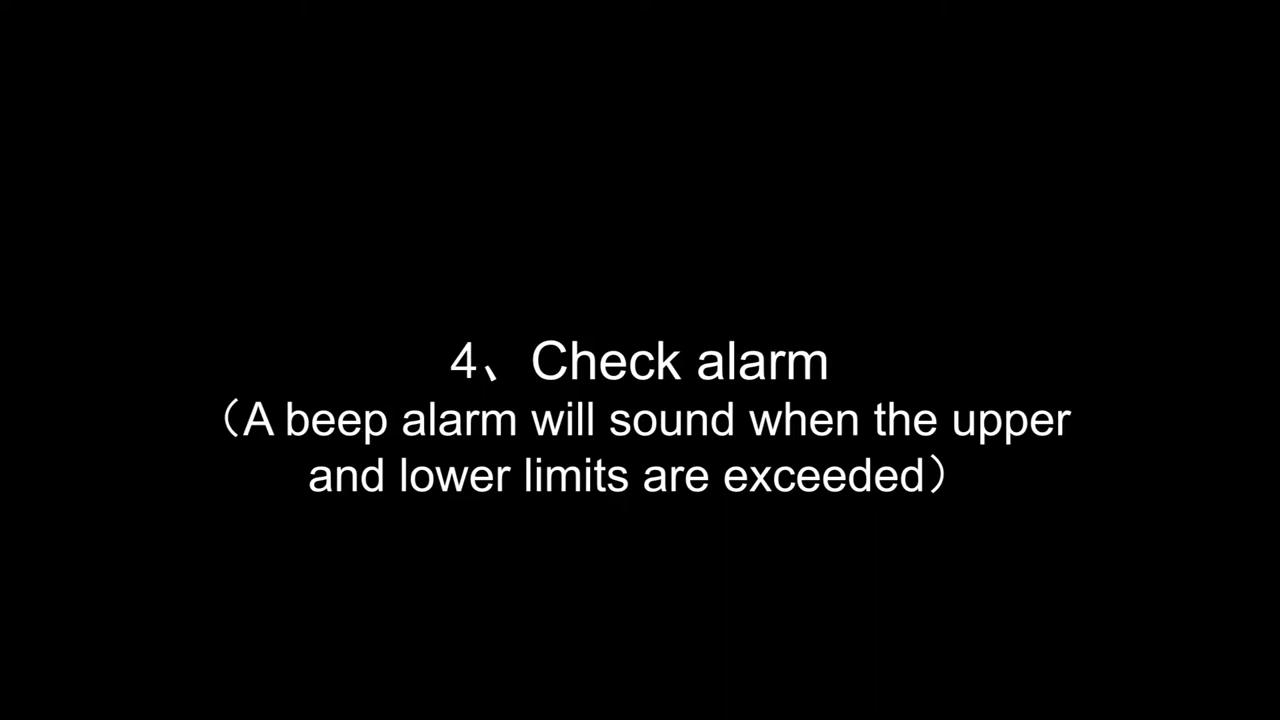 4、Check alarm
（A beep alarm will sound when the upper
and lower limits are exceeded）